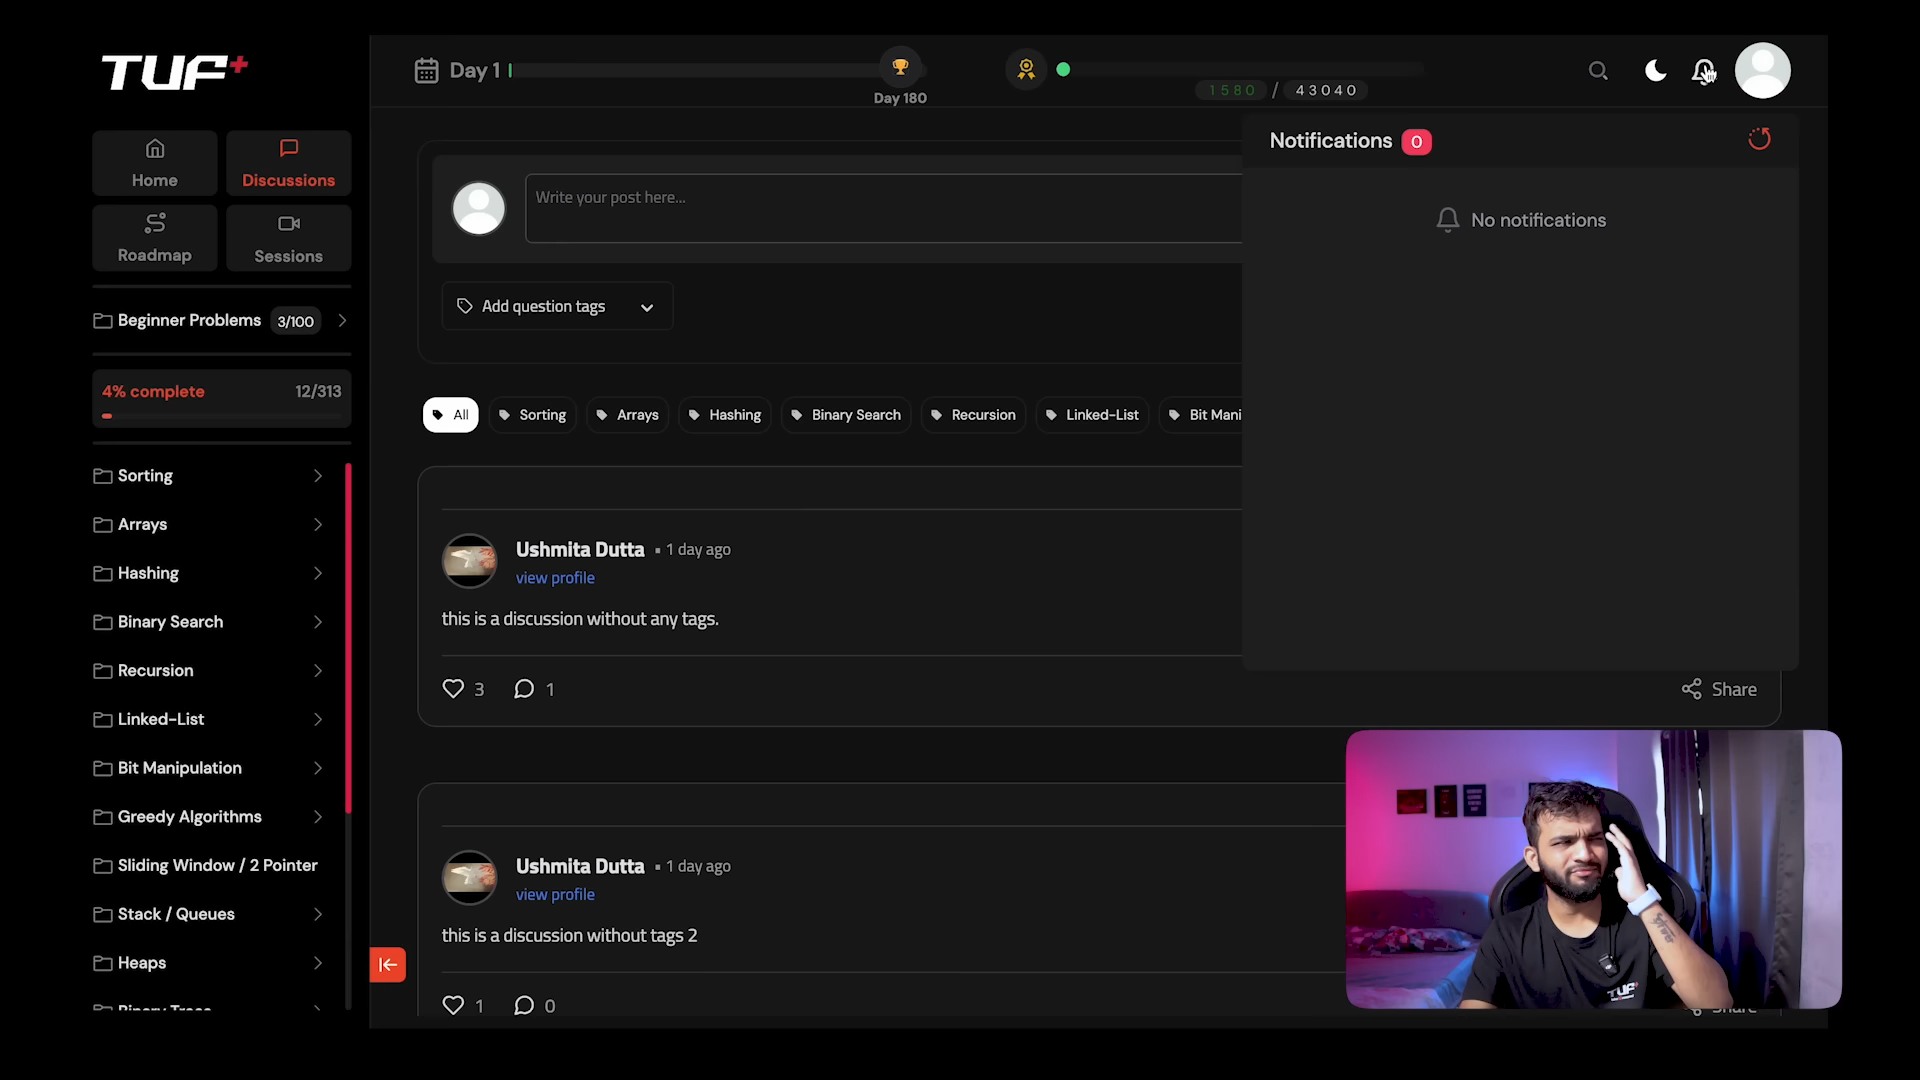 TUF+
Day 1
Day 180
1580 / 43040
Home
Discussions
Roadmap
Sessions
Beginner Problems 3/100
4% complete 12/313
Sorting
Arrays
Hashing
Binary Search
Recursion
Linked-List
Bit Manipulation
Greedy Algorithms
Sliding Window / 2 Pointer
Stack / Queues
Heaps
Write your post here...
Add question tags
All Sorting Arrays Hashing Binary Search Recursion Linked-List Bit Mani
Notifications 0
No notifications
Ushmita Dutta ▪ 1 day ago
view profile
this is a discussion without any tags.
3 1 Share
Ushmita Dutta ▪ 1 day ago
view profile
this is a discussion without tags 2
1 0
TUF+